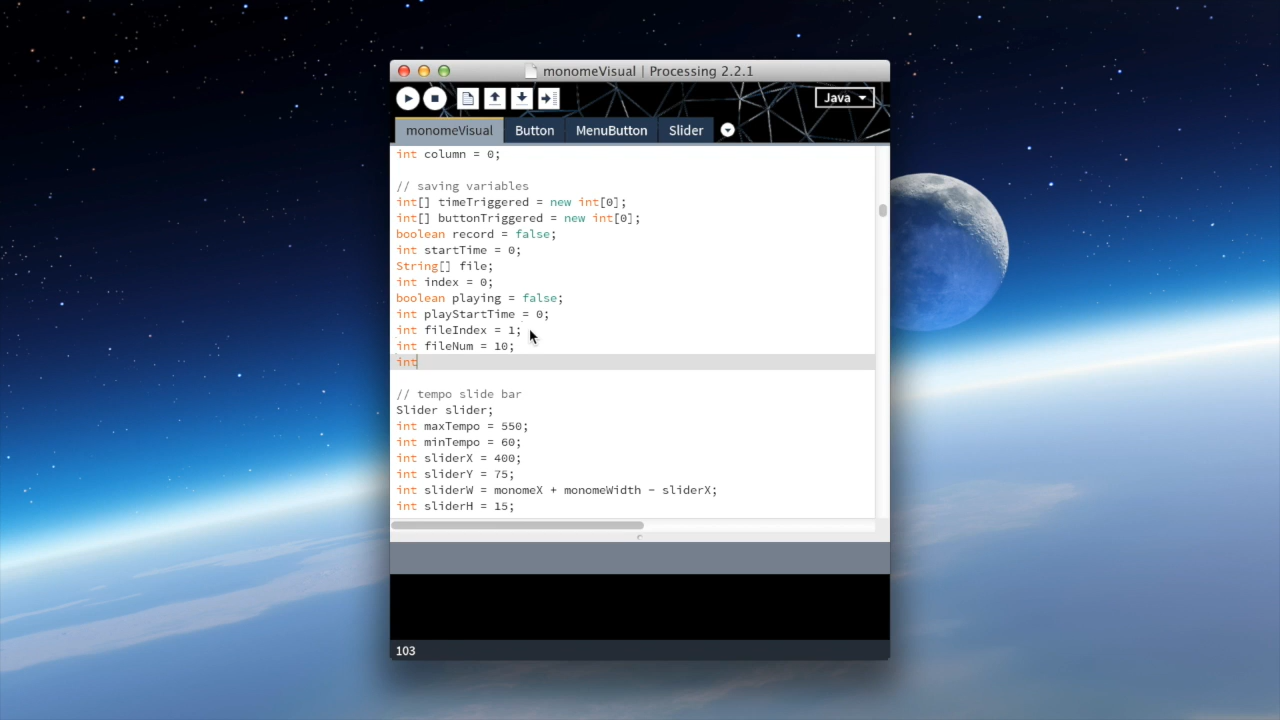 monomeVisual | Processing 2.2.1
Java
monomeVisual Button MenuButton Slider
int column = 0;
// saving variables
int[] timeTriggered = new int[0];
int[] buttonTriggered = new int[0];
boolean record = false;
int startTime = 0;
String[] file;
int index = 0;
boolean playing = false;
int playStartTime = 0;
int fileIndex = 1;
int fileNum = 10;
int
// tempo slide bar
Slider slider;
int maxTempo = 550;
int minTempo = 60;
int sliderX = 400;
int sliderY = 75;
int sliderW = monomeX + monomeWidth - sliderX;
int sliderH = 15;
103